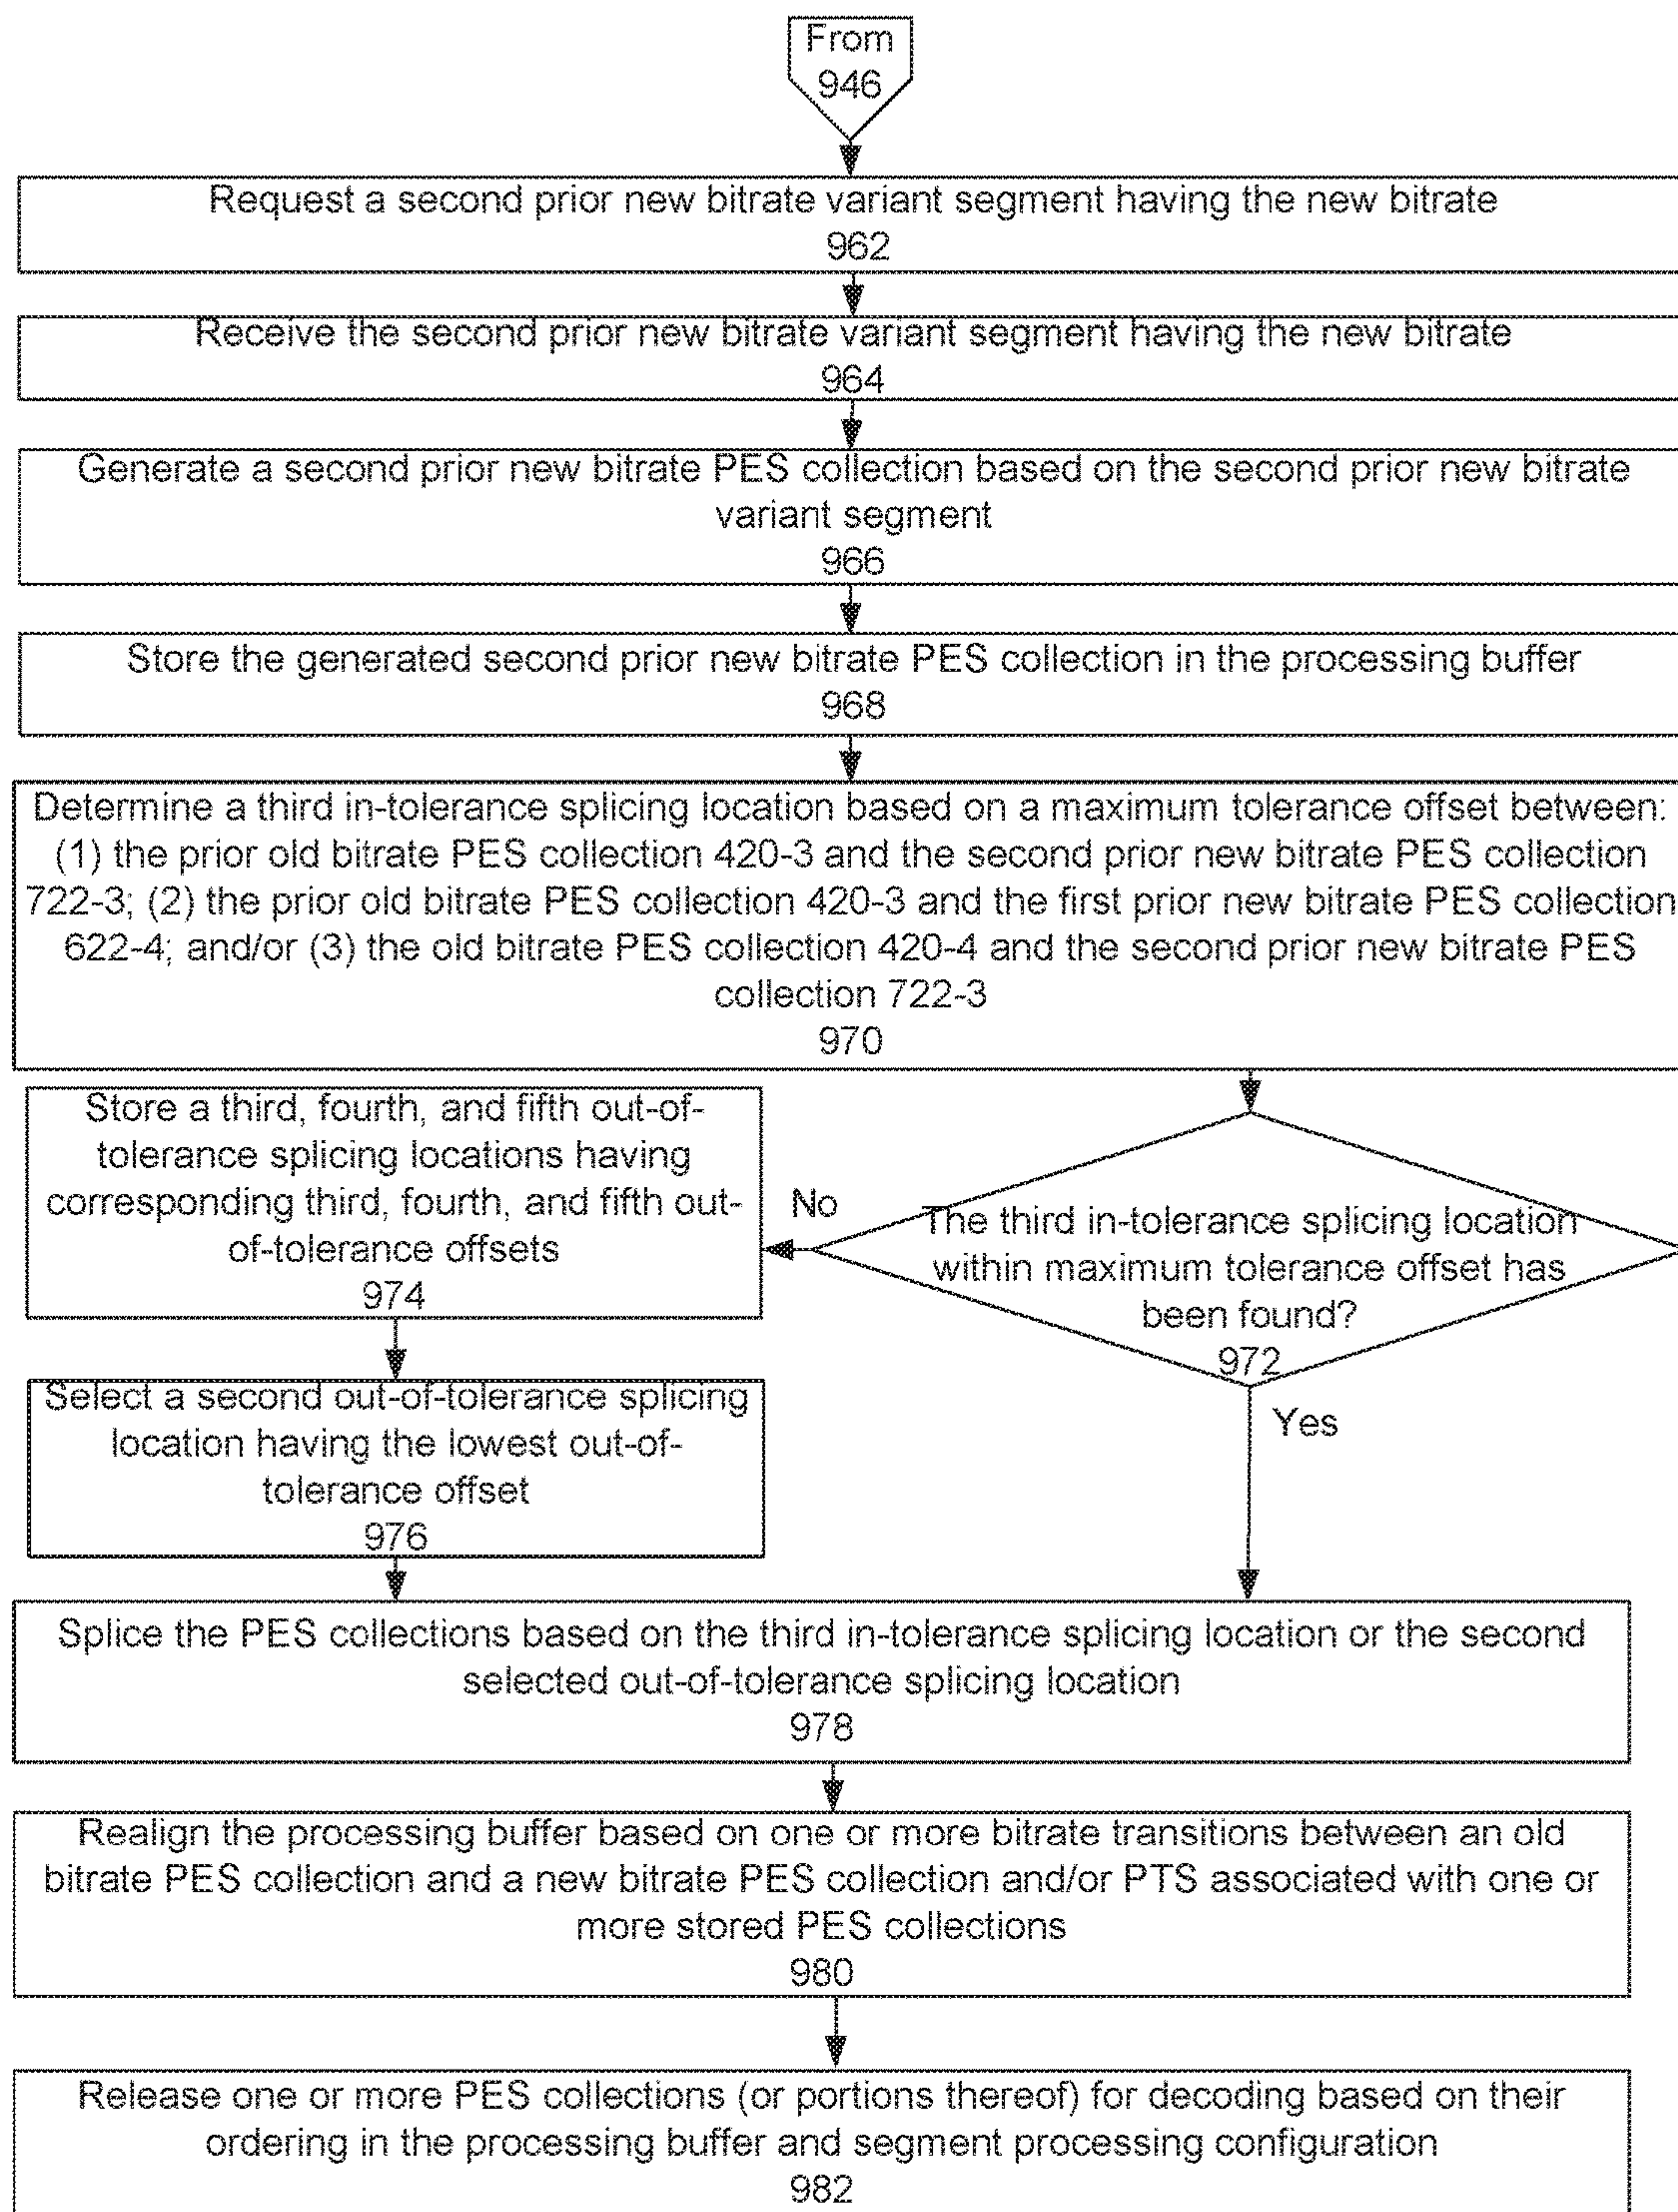 From
946
Request a second prior new bitrate variant segment having the new bitrate
962
Receive the second prior new bitrate variant segment having the new bitrate
964
Generate a second prior new bitrate PES collection based on the second prior new bitrate
variant segment
966
Store the generated second prior new bitrate PES collection in the processing buffer
968
Determine a third in-tolerance splicing location based on a maximum tolerance offset between:
(1) the prior old bitrate PES collection 420-3 and the second prior new bitrate PES collection
722-3; (2) the prior old bitrate PES collection 420-3 and the first prior new bitrate PES collection
622-4; and/or (3) the old bitrate PES collection 420-4 and the second prior new bitrate PES
collection 722-3
970
Store a third, fourth, and fifth out-of-
tolerance splicing locations having
corresponding third, fourth, and fifth out-
of-tolerance offsets
974
No
The third in-tolerance splicing location
within maximum tolerance offset has
been found?
972
Yes
Select a second out-of-tolerance splicing
location having the lowest out-of-
tolerance offset
976
Splice the PES collections based on the third in-tolerance splicing location or the second
selected out-of-tolerance splicing location
978
Realign the processing buffer based on one or more bitrate transitions between an old
bitrate PES collection and a new bitrate PES collection and/or PTS associated with one or
more stored PES collections
980
Release one or more PES collections (or portions thereof) for decoding based on their
ordering in the processing buffer and segment processing configuration
982